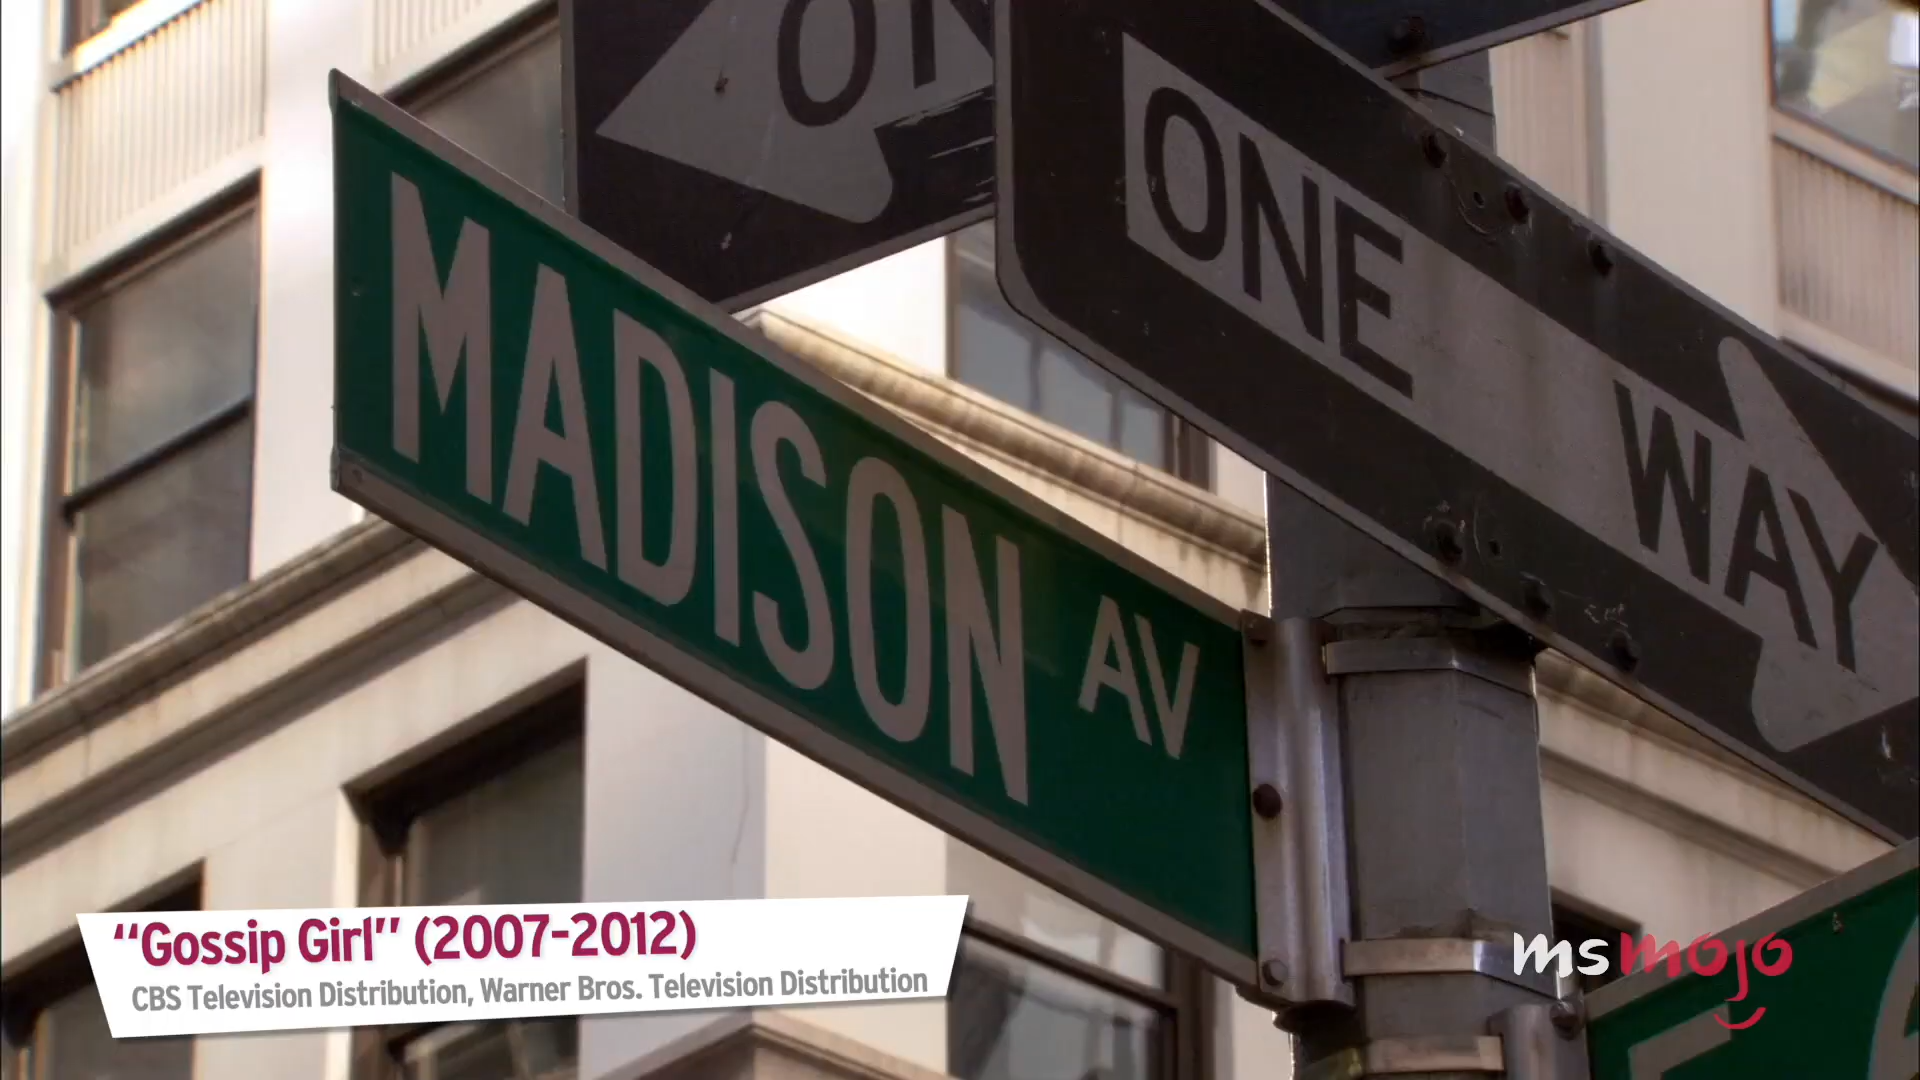 ONE WAY
MADISON AV
“Gossip Girl” (2007-2012)
CBS Television Distribution, Warner Bros. Television Distribution
msmojo